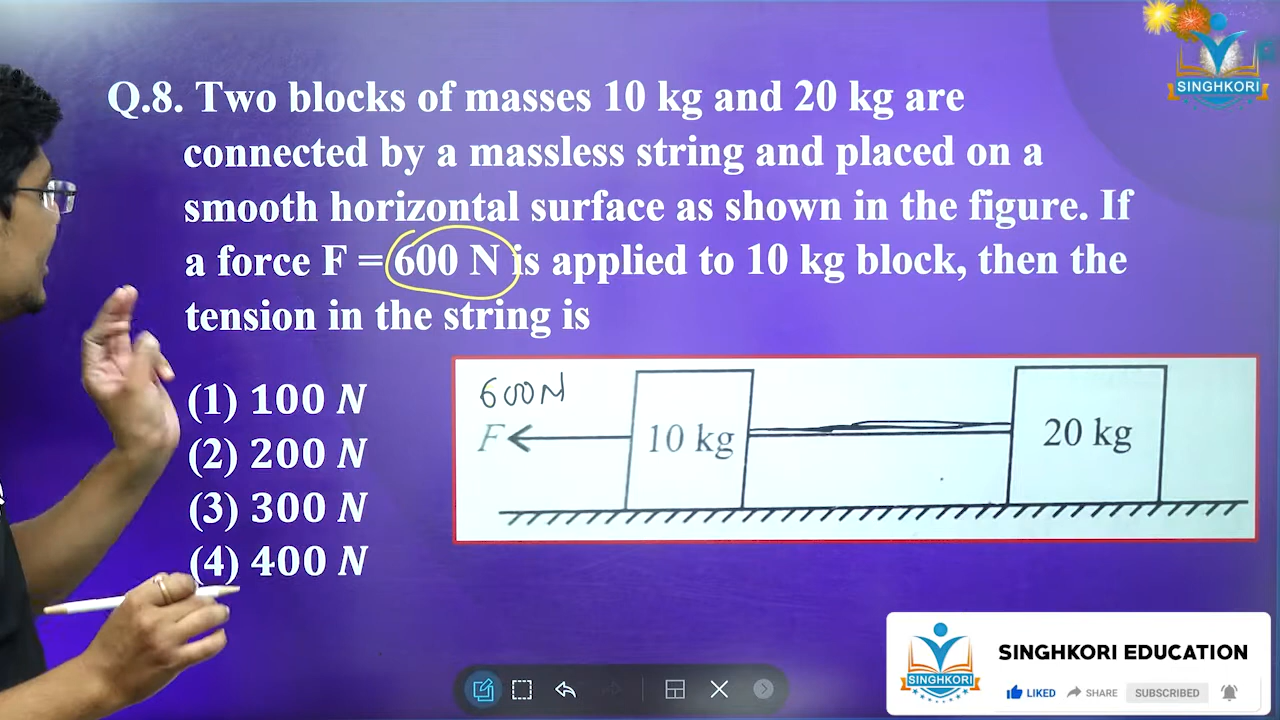 SINGHKORI
Q.8. Two blocks of masses 10 kg and 20 kg are
connected by a massless string and placed on a
smooth horizontal surface as shown in the figure. If
a force F = 600 N is applied to 10 kg block, then the
tension in the string is
(1) 100 N
(2) 200 N
(3) 300 N
(4) 400 N
600N
F
10 kg
20 kg
SINGHKORI
SINGHKORI EDUCATION
LIKED SHARE SUBSCRIBED